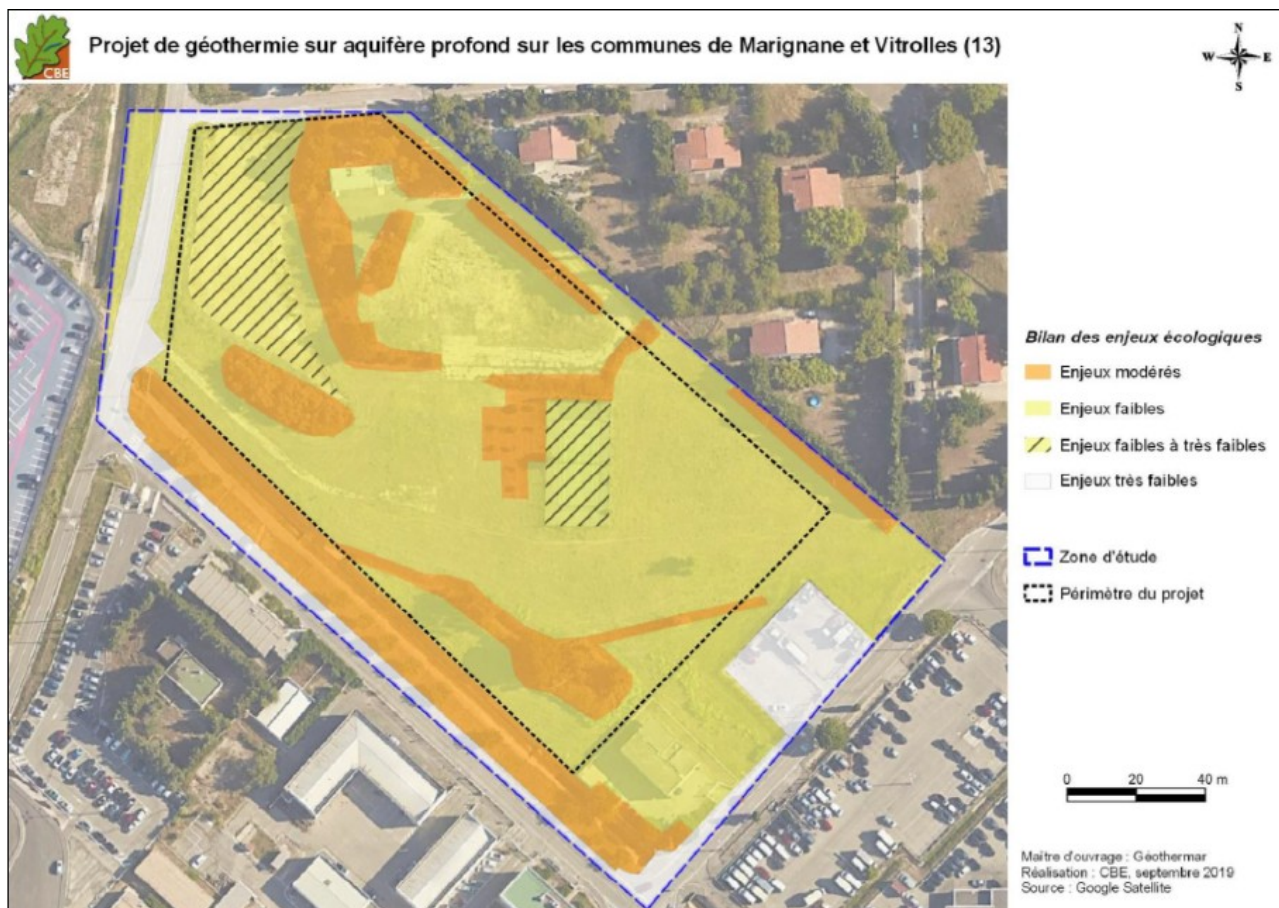 CBE
Projet de géothermie sur aquifère profond sur les communes de Marignane et Vitrolles (13)
N
W E
S
Bilan des enjeux écologiques
Enjeux modérés
Enjeux faibles
Enjeux faibles à très faibles
Enjeux très faibles
Zone d'étude
Périmètre du projet
0 20 40 m
Maître d'ouvrage : Géothermar
Réalisation : CBE, septembre 2019
Source : Google Satellite